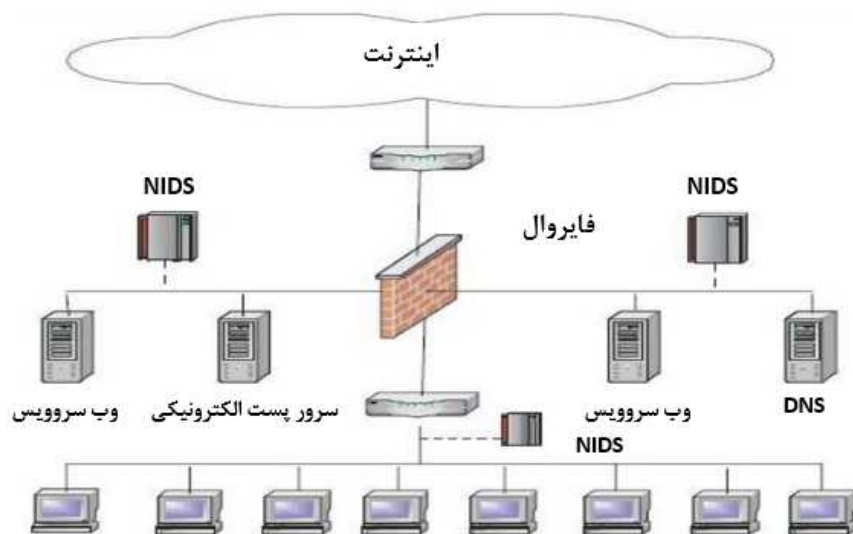 اینترنت
NIDS
NIDS
فایروال
وب سروویس
سرور پست الکترونیکی
وب سروویس
DNS
NIDS